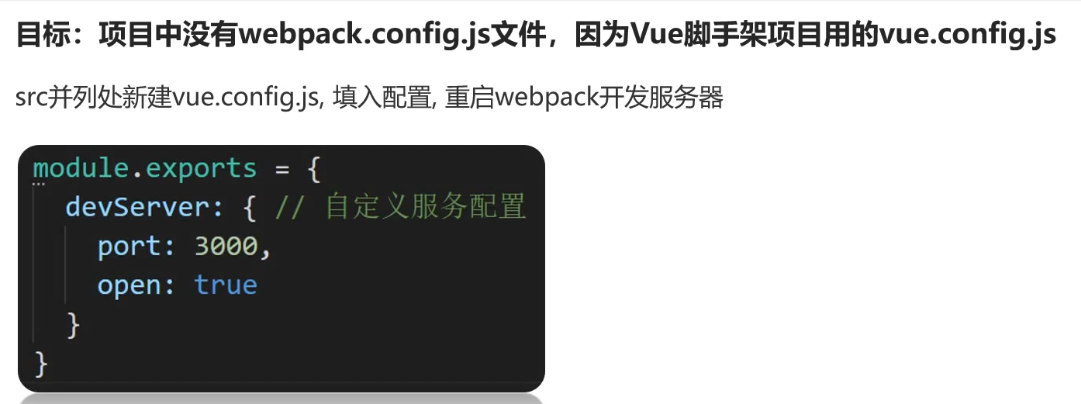 目标：项目中没有webpack.config.js文件，因为Vue脚手架项目用的vue.config.js
src并列处新建vue.config.js, 填入配置, 重启webpack开发服务器
module.exports = {
devServer: { // 自定义服务配置
port: 3000,
open: true
}
}